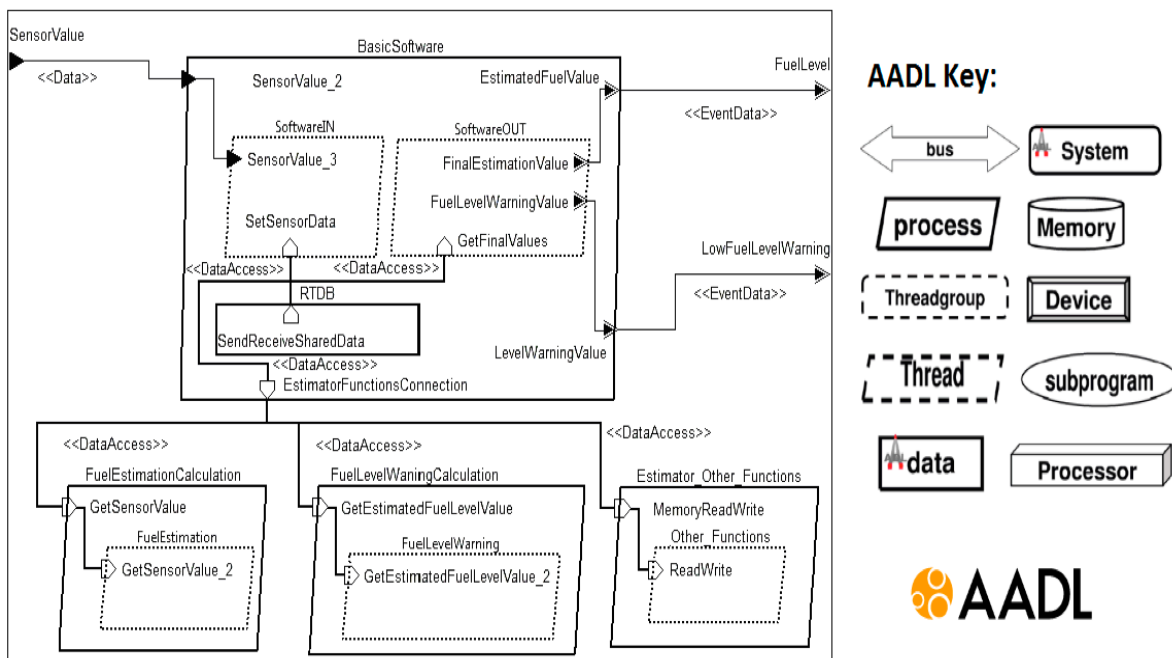 SensorValue
<<Data>>
BasicSoftware
SensorValue_2
EstimatedFuelValue
FuelLevel
<<EventData>>
SoftwareIN
SensorValue_3
SetSensorData
SoftwareOUT
FinalEstimationValue
FuelLevelWarningValue
GetFinalValues
<<DataAccess>>
<<DataAccess>>
LowFuelLevelWarning
<<EventData>>
RTDB
SendReceiveSharedData
LevelWarningValue
<<DataAccess>>
EstimatorFunctionsConnection
<<DataAccess>>
<<DataAccess>>
<<DataAccess>>
FuelEstimationCalculation
GetSensorValue
FuelEstimation
GetSensorValue_2
FuelLevelWaningCalculation
GetEstimatedFuelLevelValue
FuelLevelWarning
GetEstimatedFuelLevelValue_2
Estimator_Other_Functions
MemoryReadWrite
Other_Functions
ReadWrite
AADL Key:
bus
AADL System
process
Memory
Threadgroup
Device
Thread
subprogram
AADL data
Processor
AADL